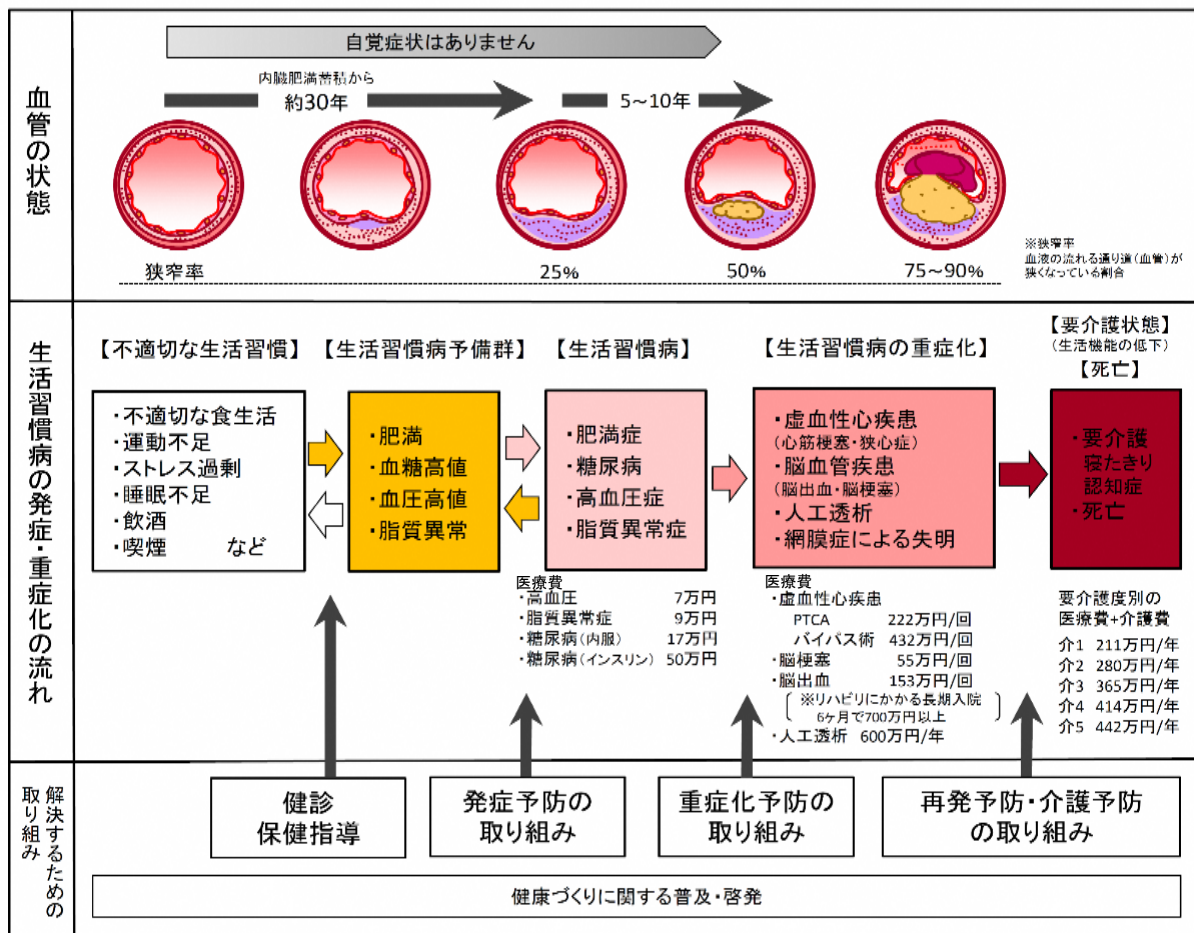 血管の状態
自覚症状はありません
内臓肥満蓄積から
約30年
5～10年
狭窄率
25%
50%
75～90%
※狭窄率
血液の流れる通り道(血管)が
狭くなっている割合
生活習慣病の発症・重症化の流れ
【不適切な生活習慣】
・不適切な食生活
・運動不足
・ストレス過剰
・睡眠不足
・飲酒
・喫煙 など
【生活習慣病予備群】
・肥満
・血糖高値
・血圧高値
・脂質異常
【生活習慣病】
・肥満症
・糖尿病
・高血圧症
・脂質異常症
医療費
・高血圧 7万円
・脂質異常症 9万円
・糖尿病(内服) 17万円
・糖尿病(インスリン) 50万円
【生活習慣病の重症化】
・虚血性心疾患
(心筋梗塞・狭心症)
・脳血管疾患
(脳出血・脳梗塞)
・人工透析
・網膜症による失明
医療費
・虚血性心疾患
PTCA 222万円/回
バイパス術 432万円/回
・脳梗塞 55万円/回
・脳出血 153万円/回
※リハビリにかかる長期入院
6ヶ月で700万円以上
・人工透析 600万円/年
【要介護状態】
(生活機能の低下)
【死亡】
・要介護
寝たきり
認知症
・死亡
要介護度別の
医療費+介護費
介1 211万円/年
介2 280万円/年
介3 365万円/年
介4 414万円/年
介5 442万円/年
解決するための
取り組み
健診
保健指導
発症予防の
取り組み
重症化予防の
取り組み
再発予防・介護予防
の取り組み
健康づくりに関する普及・啓発